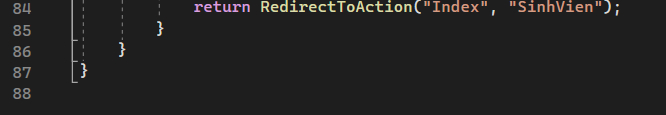 84 return RedirectToAction("Index", "SinhVien");
85 }
86 }
87 }
88